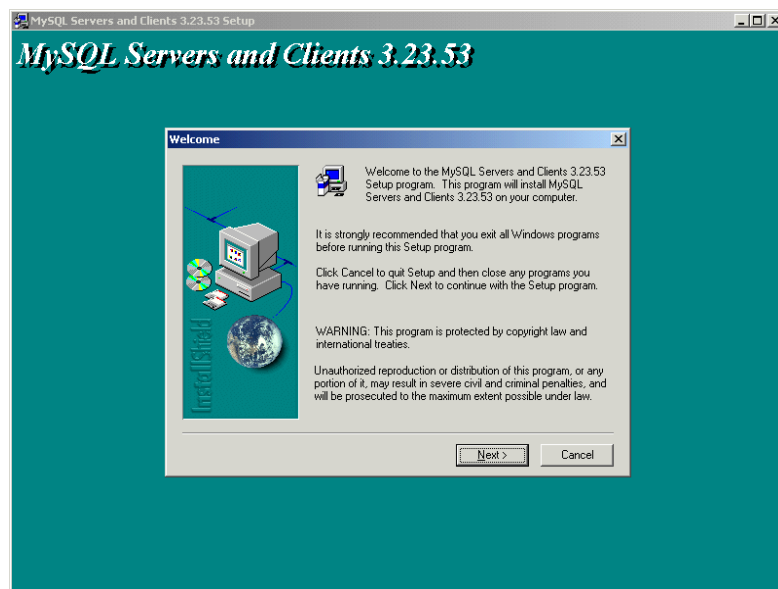 MySQL Servers and Clients 3.23.53 Setup
MySQL Servers and Clients 3.23.53
Welcome
Welcome to the MySQL Servers and Clients 3.23.53
Setup program. This program will install MySQL
Servers and Clients 3.23.53 on your computer.
It is strongly recommended that you exit all Windows programs
before running this Setup program.
Click Cancel to quit Setup and then close any programs you
have running. Click Next to continue with the Setup program.
WARNING: This program is protected by copyright law and
international treaties.
Unauthorized reproduction or distribution of this program, or any
portion of it, may result in severe civil and criminal penalties, and
will be prosecuted to the maximum extent possible under law.
InstallShield
Next >
Cancel